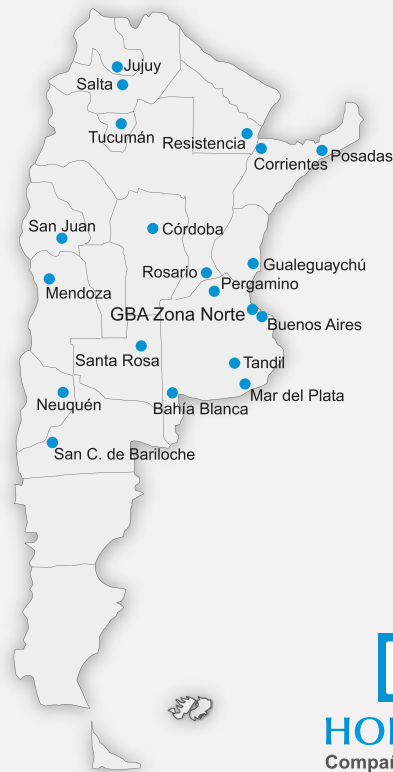 Jujuy
Salta
Tucumán
Resistencia
Corrientes
Posadas
San Juan
Córdoba
Rosario
Gualeguaychú
Mendoza
Pergamino
GBA Zona Norte
Buenos Aires
Santa Rosa
Tandil
Neuquén
Bahía Blanca
Mar del Plata
San C. de Bariloche